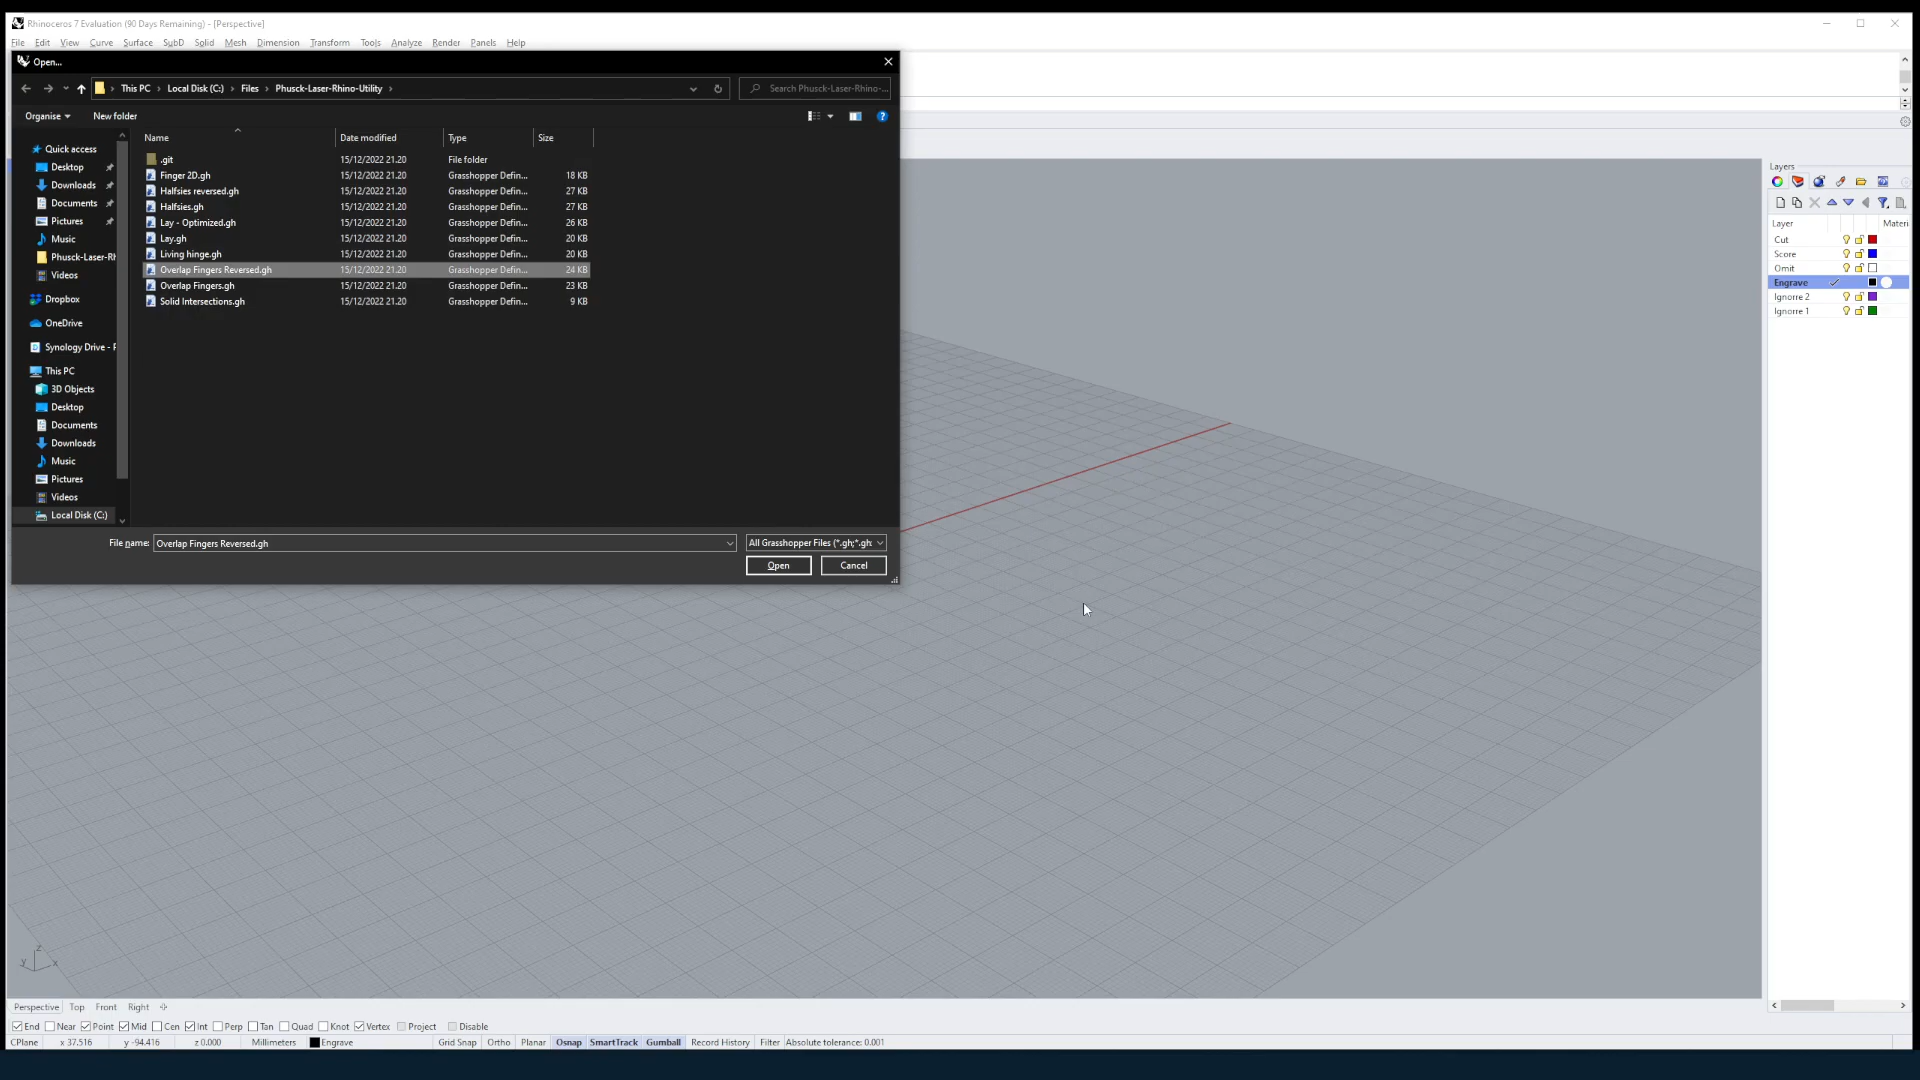 Rhinoceros 7 Evaluation (90 Days Remaining) - [Perspective]
File Edit View Curve Surface SubD Solid Mesh Dimension Transform Tools Analyze Render Panels Help
Open...
This PC > Local Disk (C:) > Files > Phusck-Laser-Rhino-Utility >
Search Phusck-Laser-Rhino-...
Organise
New folder
Quick access
Desktop
Downloads
Documents
Pictures
Music
Phusck-Laser-Rh
Videos
Dropbox
OneDrive
Synology Drive -
This PC
3D Objects
Desktop
Documents
Downloads
Music
Pictures
Videos
Local Disk (C:)
Name Date modified Type Size
.git 15/12/2022 21.20 File folder
Finger 2D.gh 15/12/2022 21.20 Grasshopper Defin... 18 KB
Halfsies reversed.gh 15/12/2022 21.20 Grasshopper Defin... 27 KB
Halfsies.gh 15/12/2022 21.20 Grasshopper Defin... 27 KB
Lay - Optimized.gh 15/12/2022 21.20 Grasshopper Defin... 26 KB
Lay.gh 15/12/2022 21.20 Grasshopper Defin... 20 KB
Living hinge.gh 15/12/2022 21.20 Grasshopper Defin... 20 KB
Overlap Fingers Reversed.gh 15/12/2022 21.20 Grasshopper Defin... 24 KB
Overlap Fingers.gh 15/12/2022 21.20 Grasshopper Defin... 23 KB
Solid Intersections.gh 15/12/2022 21.20 Grasshopper Defin... 9 KB
File name: Overlap Fingers Reversed.gh
All Grasshopper Files (*.gh;*.gh
Open
Cancel
Layers
Layer Materi
Cut
Score
Omit
Engrave
Ignorre 2
Ignorre 1
z
y
x
Perspective Top Front Right
End Near Point Mid Cen Int Perp Tan Quad Knot Vertex Project Disable
CPlane x 37.516 y -94.416 z 0.000 Millimeters Engrave Grid Snap Ortho Planar Osnap SmartTrack Gumball Record History Filter Absolute tolerance: 0.001